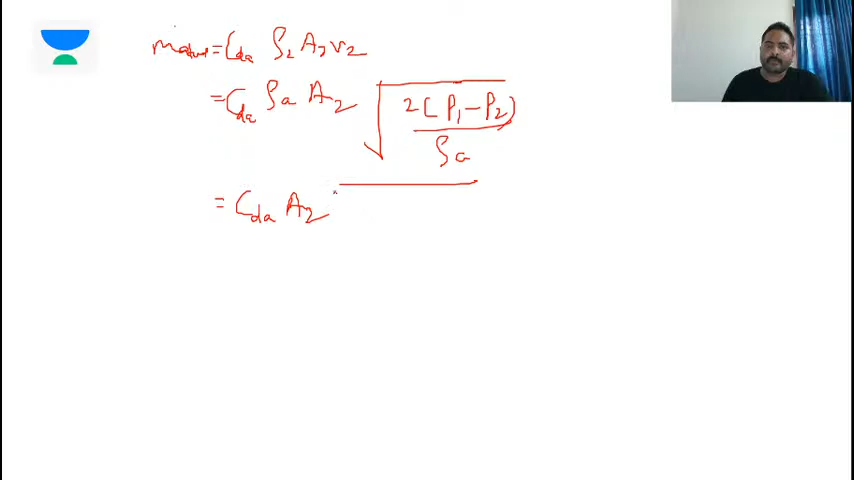 ṁactual = Cda ρ2 A2 v2
= Cda ρa A2 √(2(P1-P2)/ρa)
= Cda A2 √